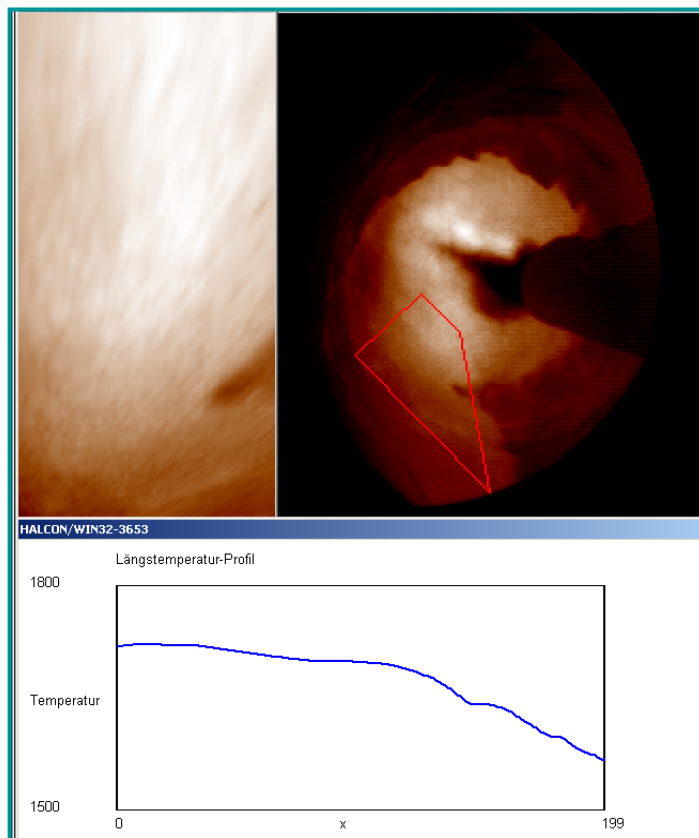 HALCON/WIN32-3653
Längstemperatur-Profil
1800
Temperatur
1500
0 x 199